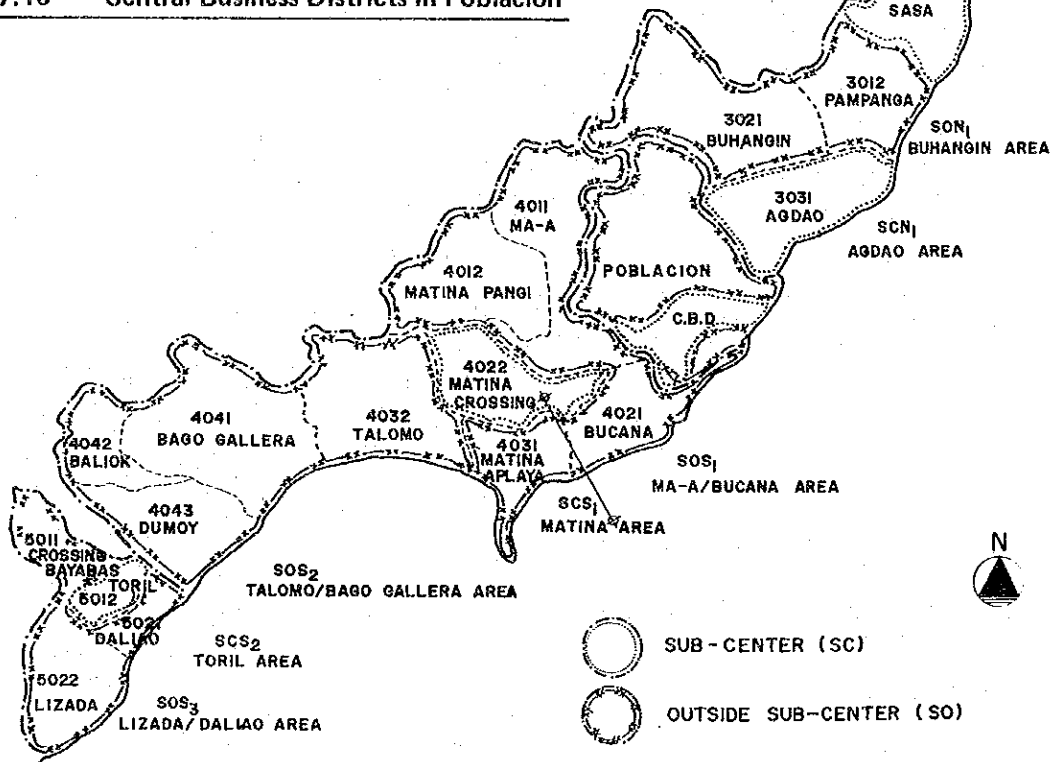 7.10 Central Business Districts in Poblacion
SASA
3012
PAMPANGA
3021
BUHANGIN
SON1
BUHANGIN AREA
3031
AGDAO
SCN1
AGDAO AREA
4011
MA-A
POBLACION
4012
MATINA PANGI
C.B.D
4022
MATINA
CROSSING
4032
TALOMO
4021
BUCANA
4041
BAGO GALLERA
4042
BALIOK
4031
MATINA
APLAYA
SOS1
MA-A/BUCANA AREA
4043
DUMOY
SCS1
MATINA AREA
5011
CROSSING
BAYABAS
TORIL
5012
SOS2
TALOMO/BAGO GALLERA AREA
N
5021
DALIAO
SCS2
TORIL AREA
SUB-CENTER (SC)
5022
LIZADA
SOS3
LIZADA/DALIAO AREA
OUTSIDE SUB-CENTER (SO)